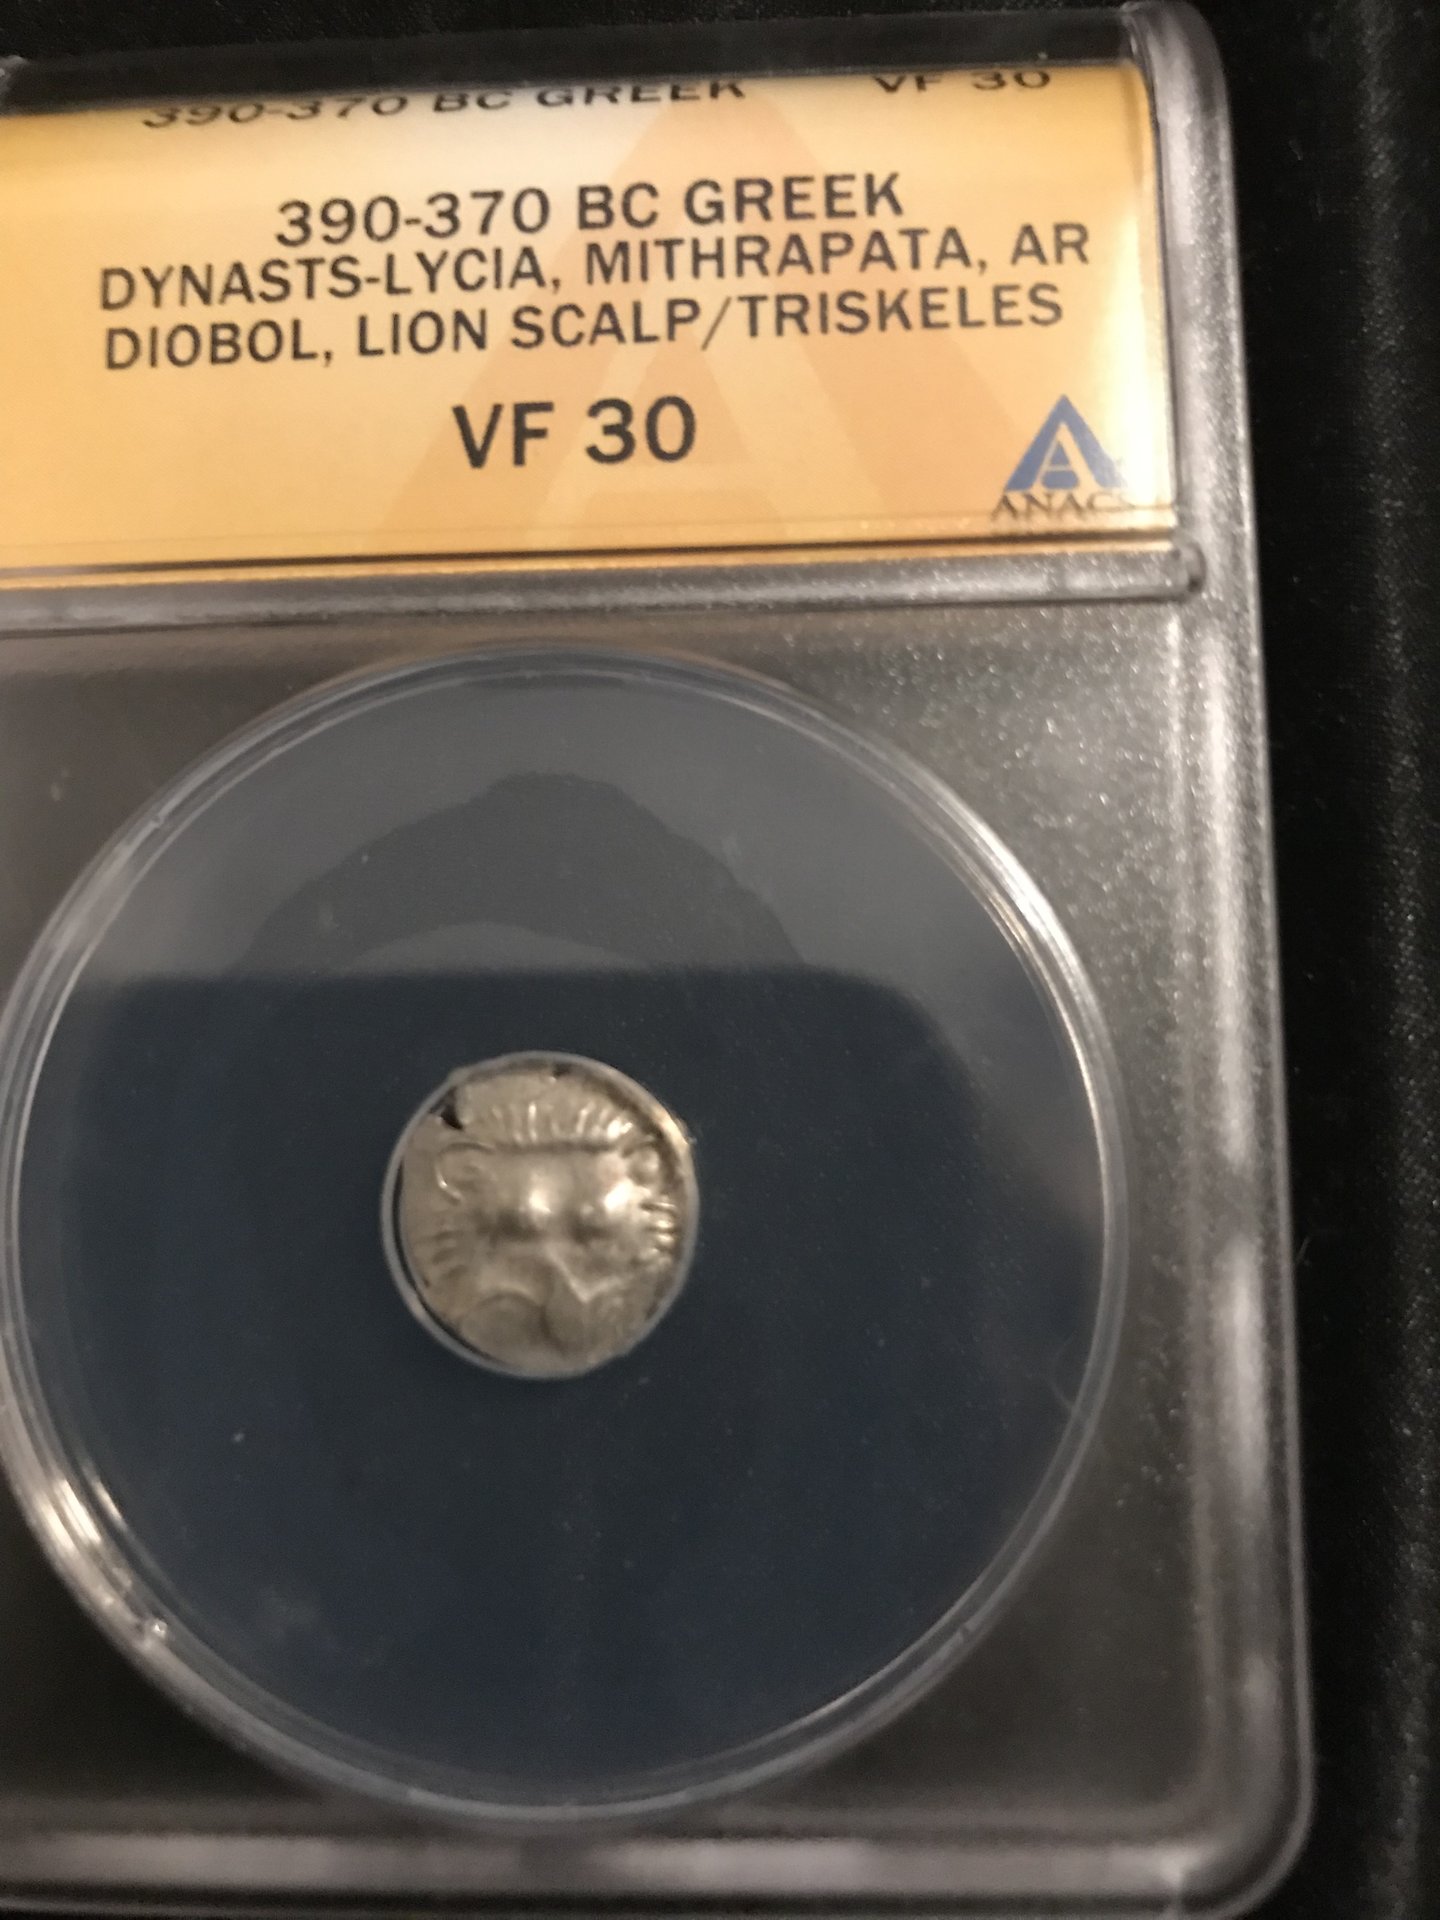 390-370 BC GREEK VF 30
390-370 BC GREEK
DYNASTS-LYCIA, MITHRAPATA, AR
DIOBOL, LION SCALP/TRISKELES
VF 30
A
ANACS